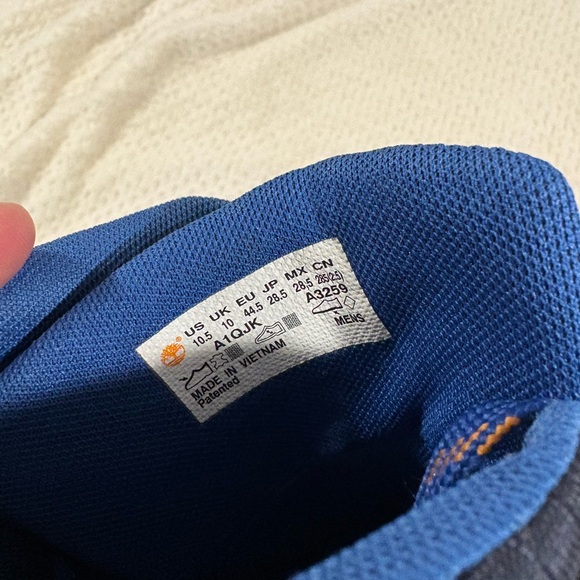 US UK EU JP MX CN
10.5 10 44.5 28.5 28.5 285(2.5)
A1QJK A3259
MENS
MADE IN VIETNAM
Patented